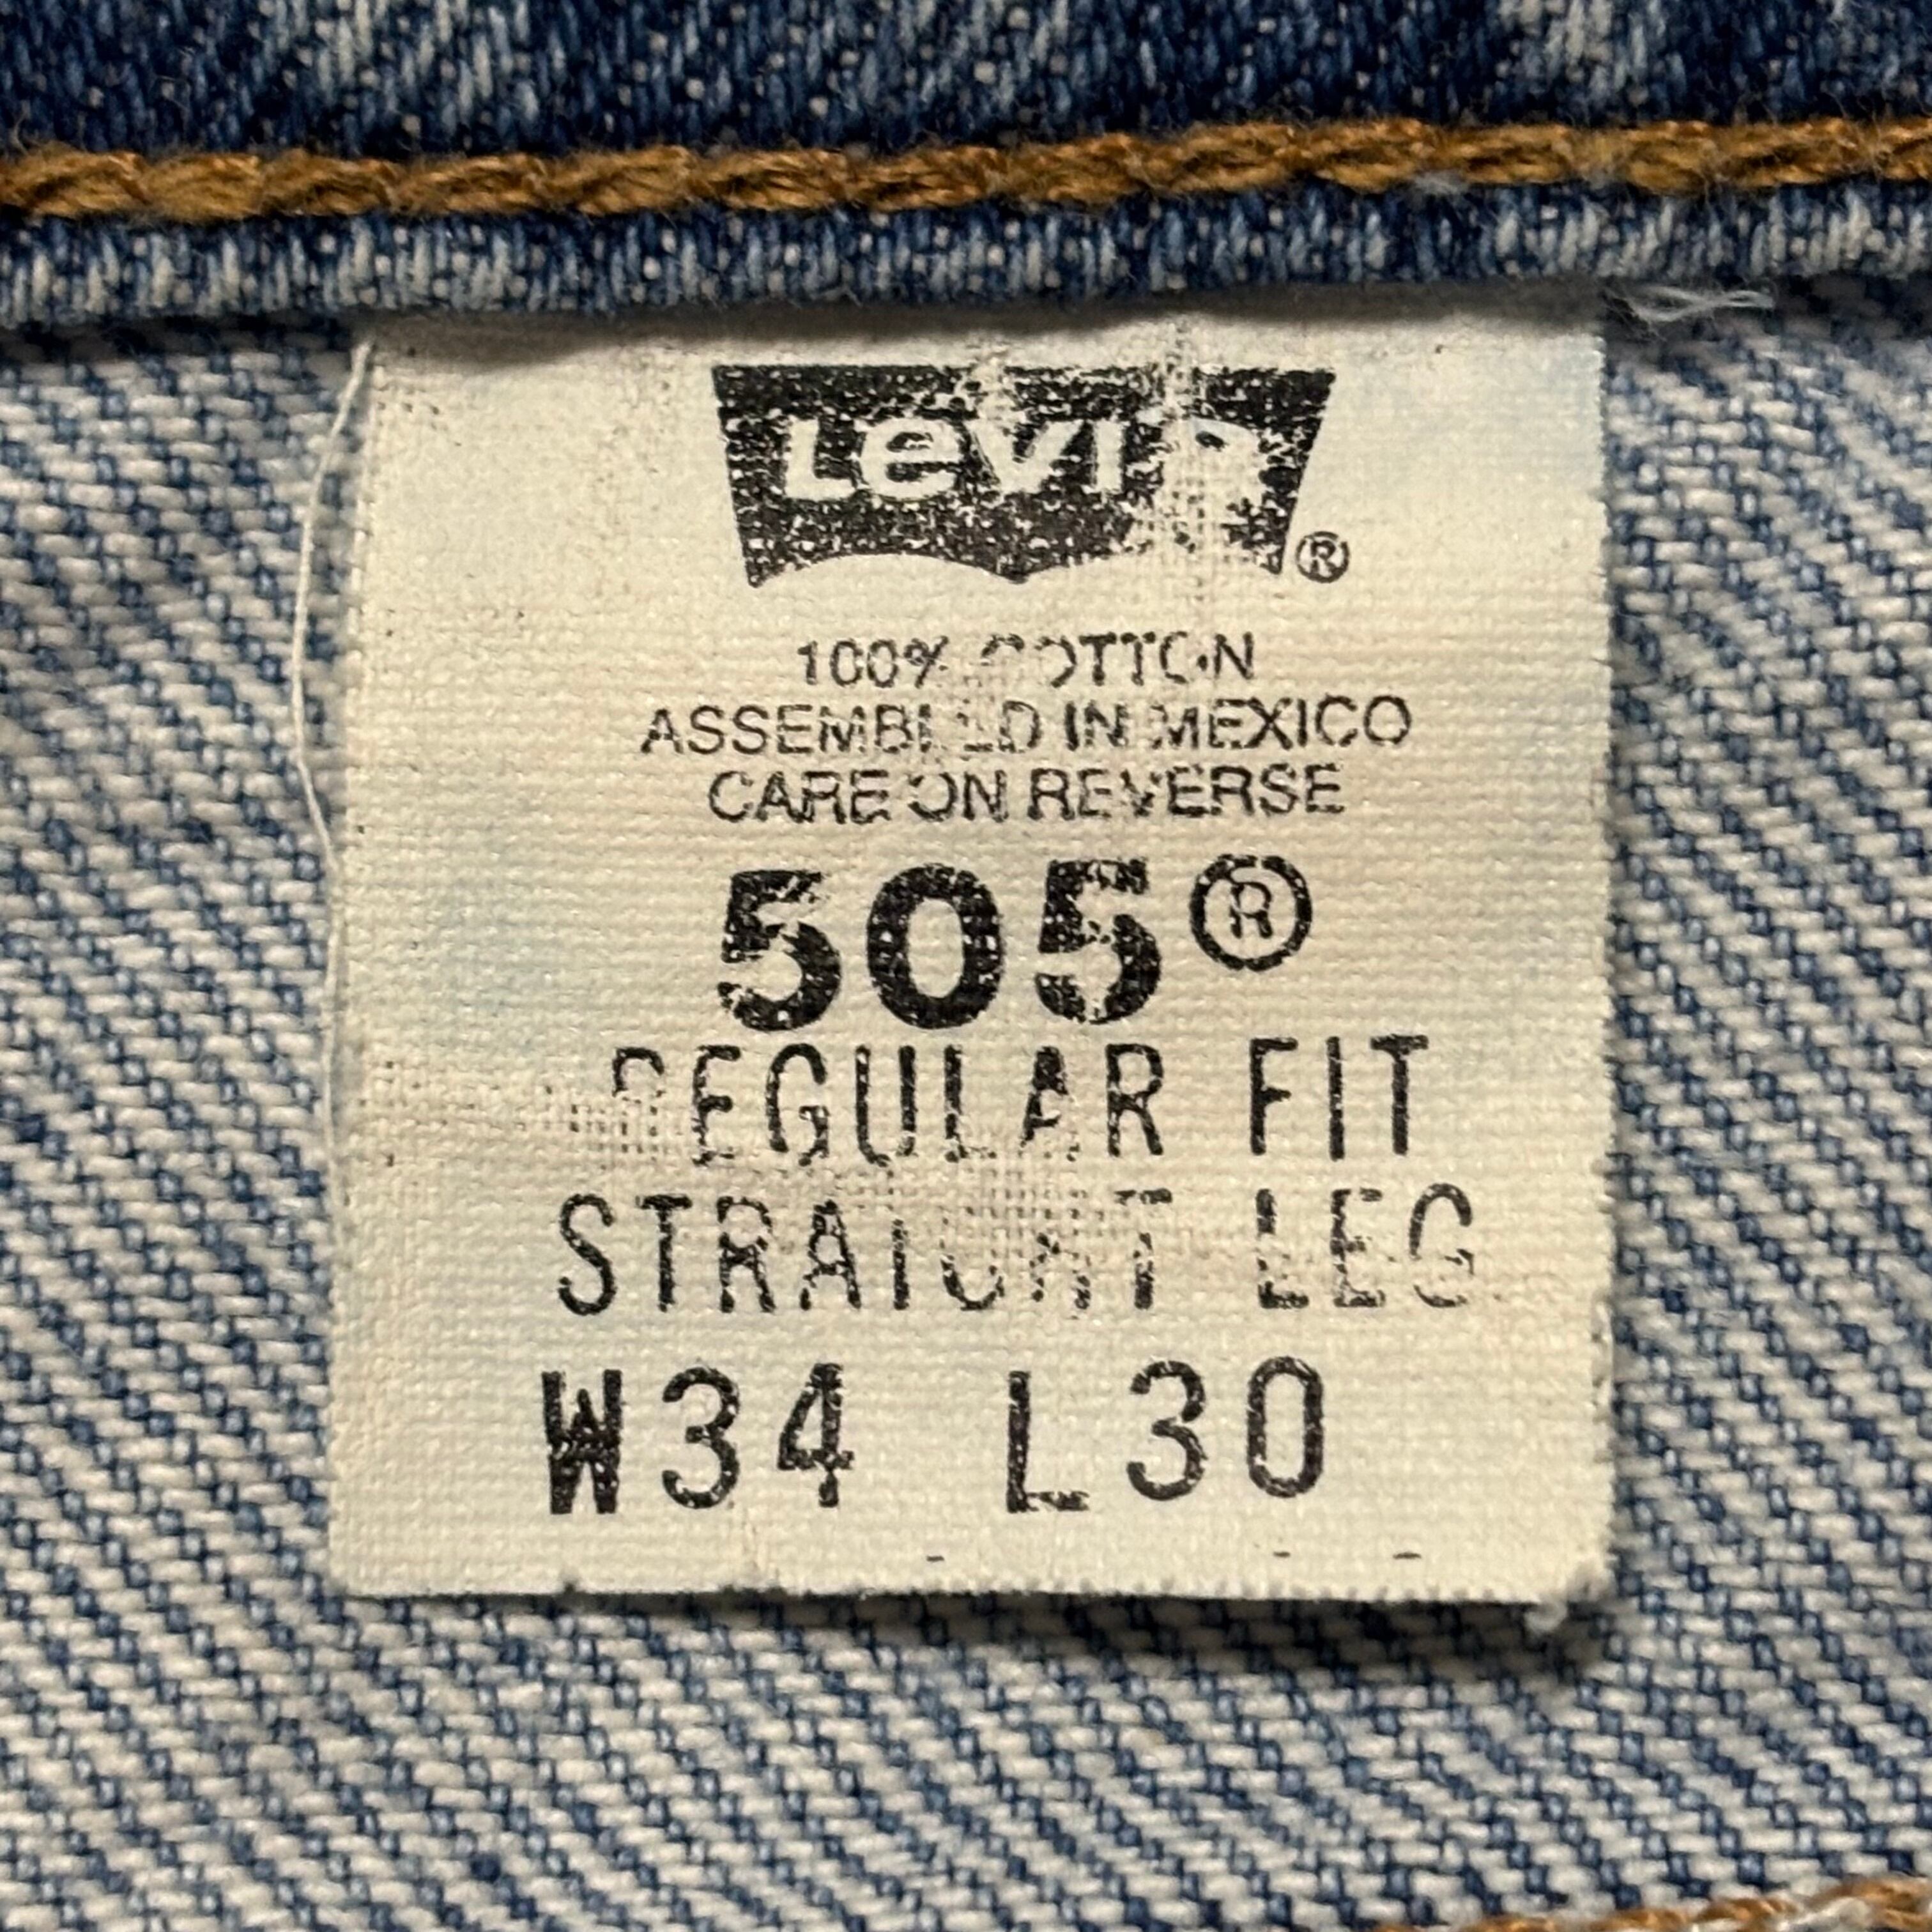 Levi's
®
100% COTTON
ASSEMBLED IN MEXICO
CARE ON REVERSE
505®
REGULAR FIT
STRAIGHT LEG
W34 L30